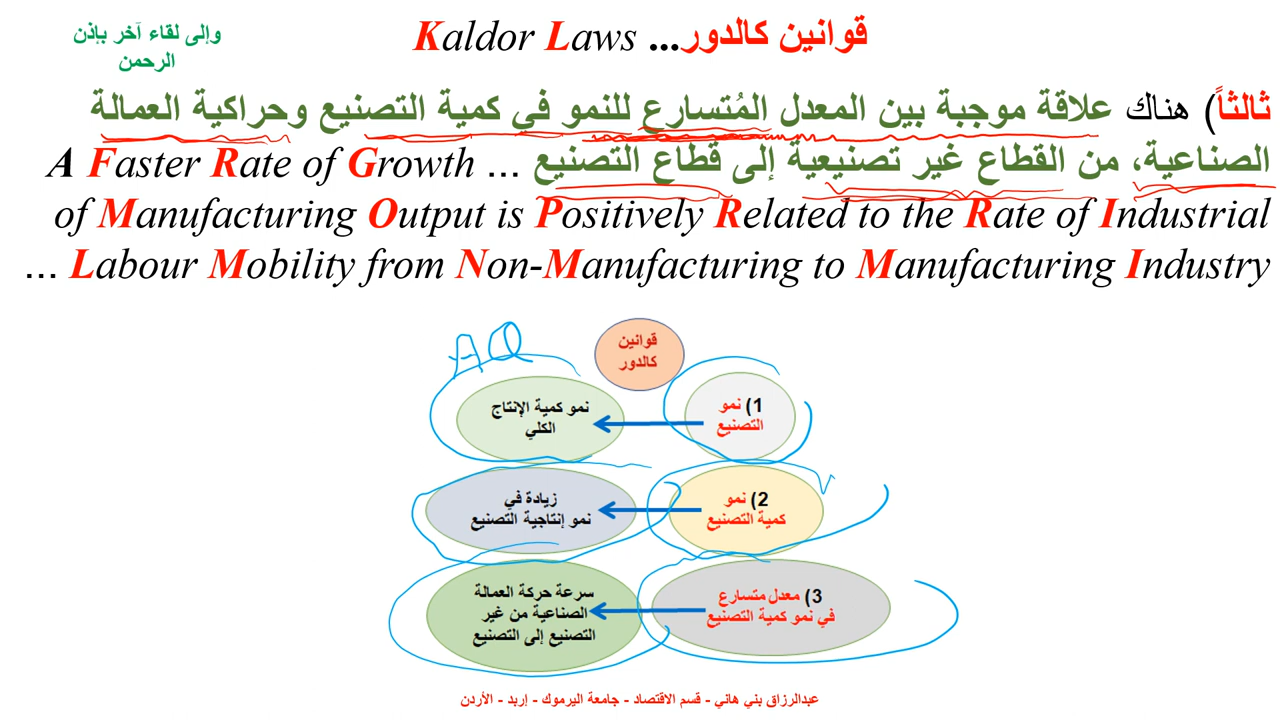 قوانين كالدور... Kaldor Laws
وإلى لقاء آخر بإذن
الرحمن
ثالثاً) هناك علاقة موجبة بين المعدل المُتسارع للنمو في كمية التصنيع وحراكية العمالة
الصناعية، من القطاع غير تصنيعية إلى قطاع التصنيع ... A Faster Rate of Growth
of Manufacturing Output is Positively Related to the Rate of Industrial
Labour Mobility from Non-Manufacturing to Manufacturing Industry ...
قوانين
كالدور
1) نمو
التصنيع
نمو كمية الإنتاج
الكلي
2) نمو
كمية التصنيع
زيادة في
نمو إنتاجية التصنيع
3) معدل متسارع
في نمو كمية التصنيع
سرعة حركة العمالة
الصناعية من غير
التصنيع إلى التصنيع
عبدالرزاق بني هاني - قسم الاقتصاد - جامعة اليرموك - إربد - الأردن